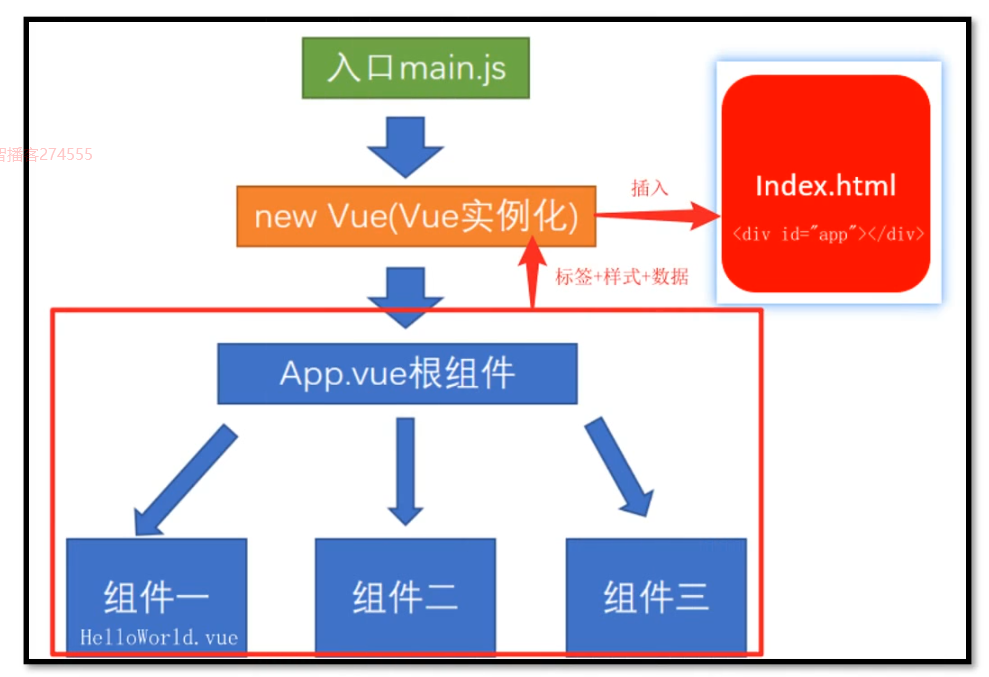 入口main.js
智播客274555
Index.html
new Vue(Vue实例化)
插入
<div id="app"></div>
标签+样式+数据
App.vue根组件
组件一
组件二
组件三
HelloWorld.vue